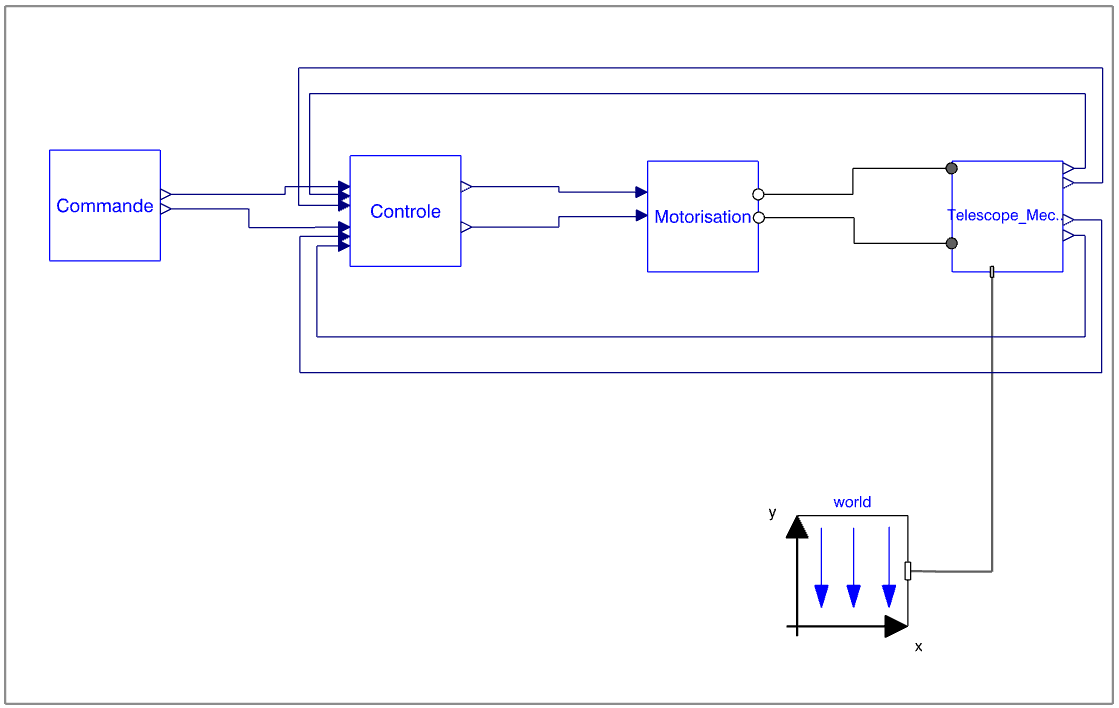 Commande
Controle
Motorisation
Telescope_Mec..
world
y
x